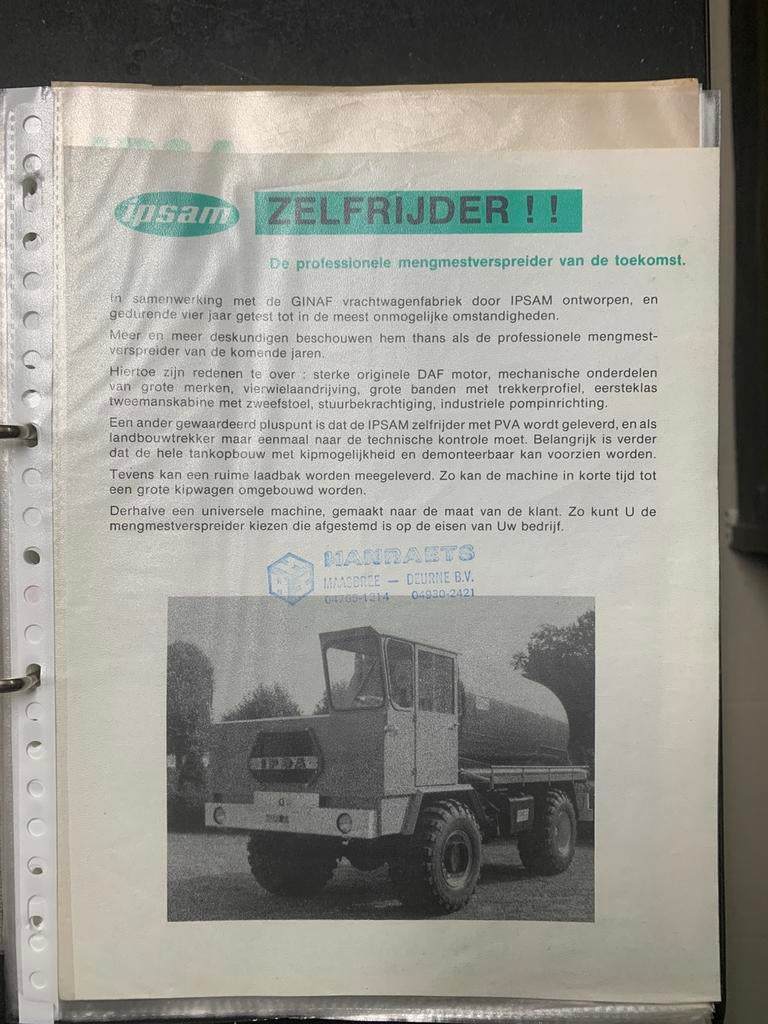 ipsam ZELFRIJDER ! !
De professionele mengmestverspreider van de toekomst.
In samenwerking met de GINAF vrachtwagenfabriek door IPSAM ontworpen, en
gedurende vier jaar getest tot in de meest onmogelijke omstandigheden.
Meer en meer deskundigen beschouwen hem thans als de professionele mengmest-
verspreider van de komende jaren.
Hiertoe zijn redenen te over : sterke originele DAF motor, mechanische onderdelen
van grote merken, vierwielaandrijving, grote banden met trekkerprofiel, eersteklas
tweemanskabine met zweefstoel, stuurbekrachtiging, industriele pompinrichting.
Een ander gewaardeerd pluspunt is dat de IPSAM zelfrijder met PVA wordt geleverd, en als
landbouwtrekker maar eenmaal naar de technische kontrole moet. Belangrijk is verder
dat de hele tankopbouw met kipmogelijkheid en demonteerbaar kan voorzien worden.
Tevens kan een ruime laadbak worden meegeleverd. Zo kan de machine in korte tijd tot
een grote kipwagen omgebouwd worden.
Derhalve een universele machine, gemaakt naar de maat van de klant. Zo kunt U de
mengmestverspreider kiezen die afgestemd is op de eisen van Uw bedrijf.
HANRAETS
MAASBREE — DEURNE B.V.
04765-1214 04930-2421